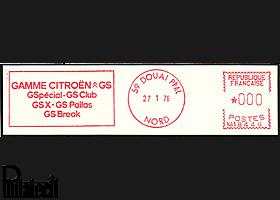 GAMME CITROËN GS
GSpécial-GS Club
GSX-GS Pallas
GS Break
59 DOUAI PPAL
27 1 76
NORD
REPUBLIQUE
FRANÇAISE
*000
POSTES
Philatech